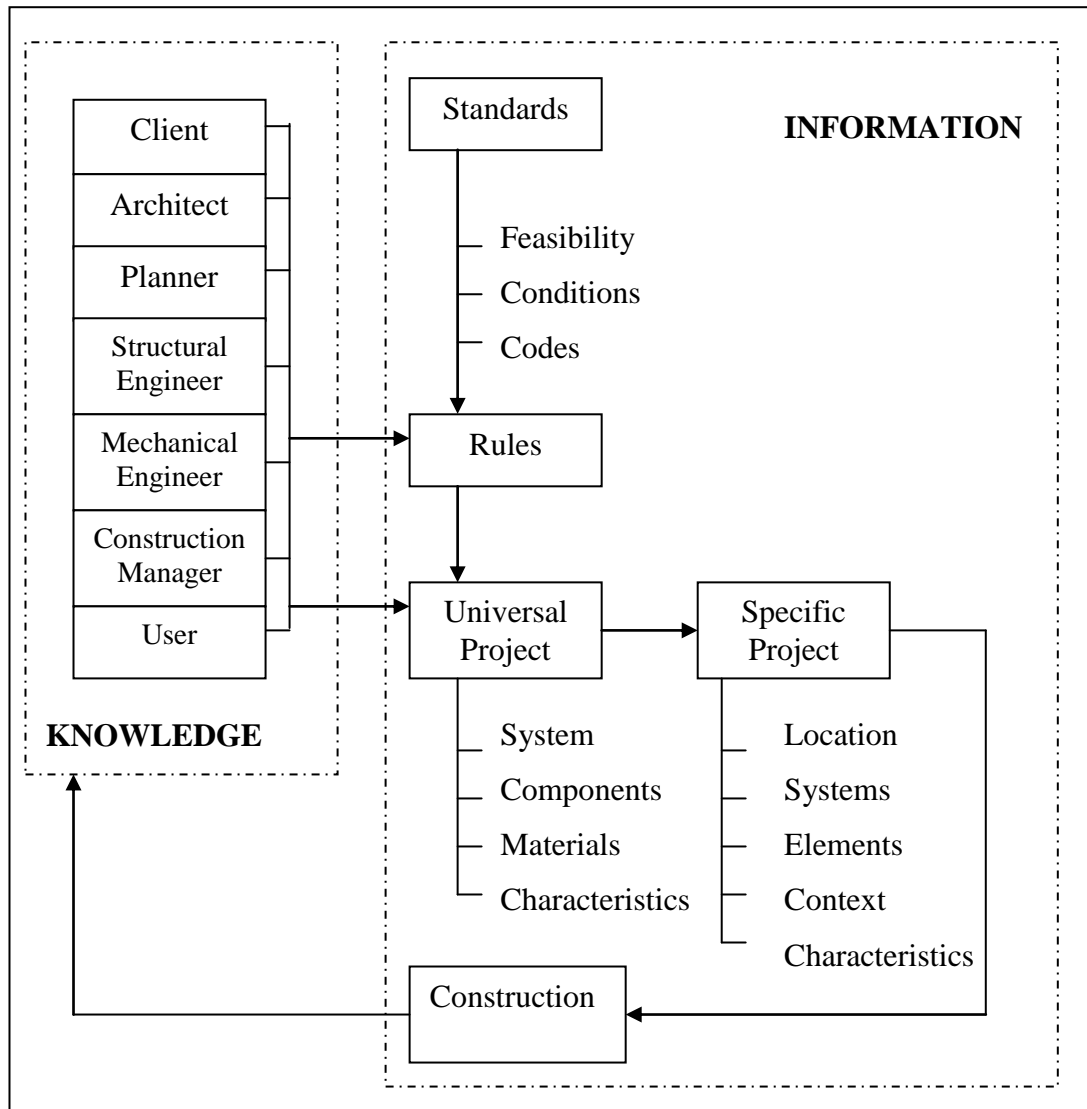 Client
Architect
Planner
Structural
Engineer
Mechanical
Engineer
Construction
Manager
User
KNOWLEDGE
Standards
INFORMATION
Feasibility
Conditions
Codes
Rules
Universal
Project
Specific
Project
System
Components
Materials
Characteristics
Location
Systems
Elements
Context
Characteristics
Construction